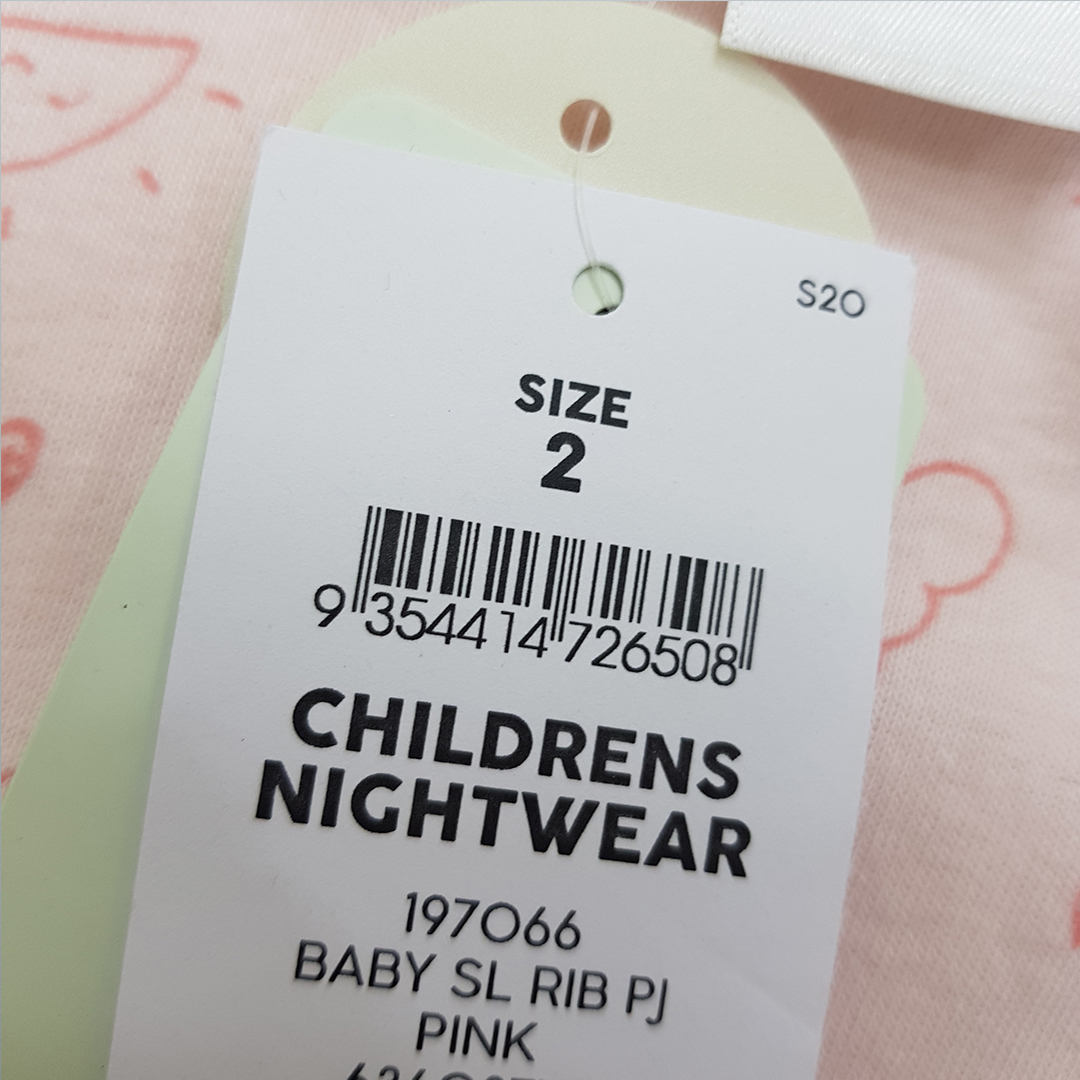 S20
SIZE
2
9 354414 726508
CHILDRENS
NIGHTWEAR
197066
BABY SL RIB PJ
PINK